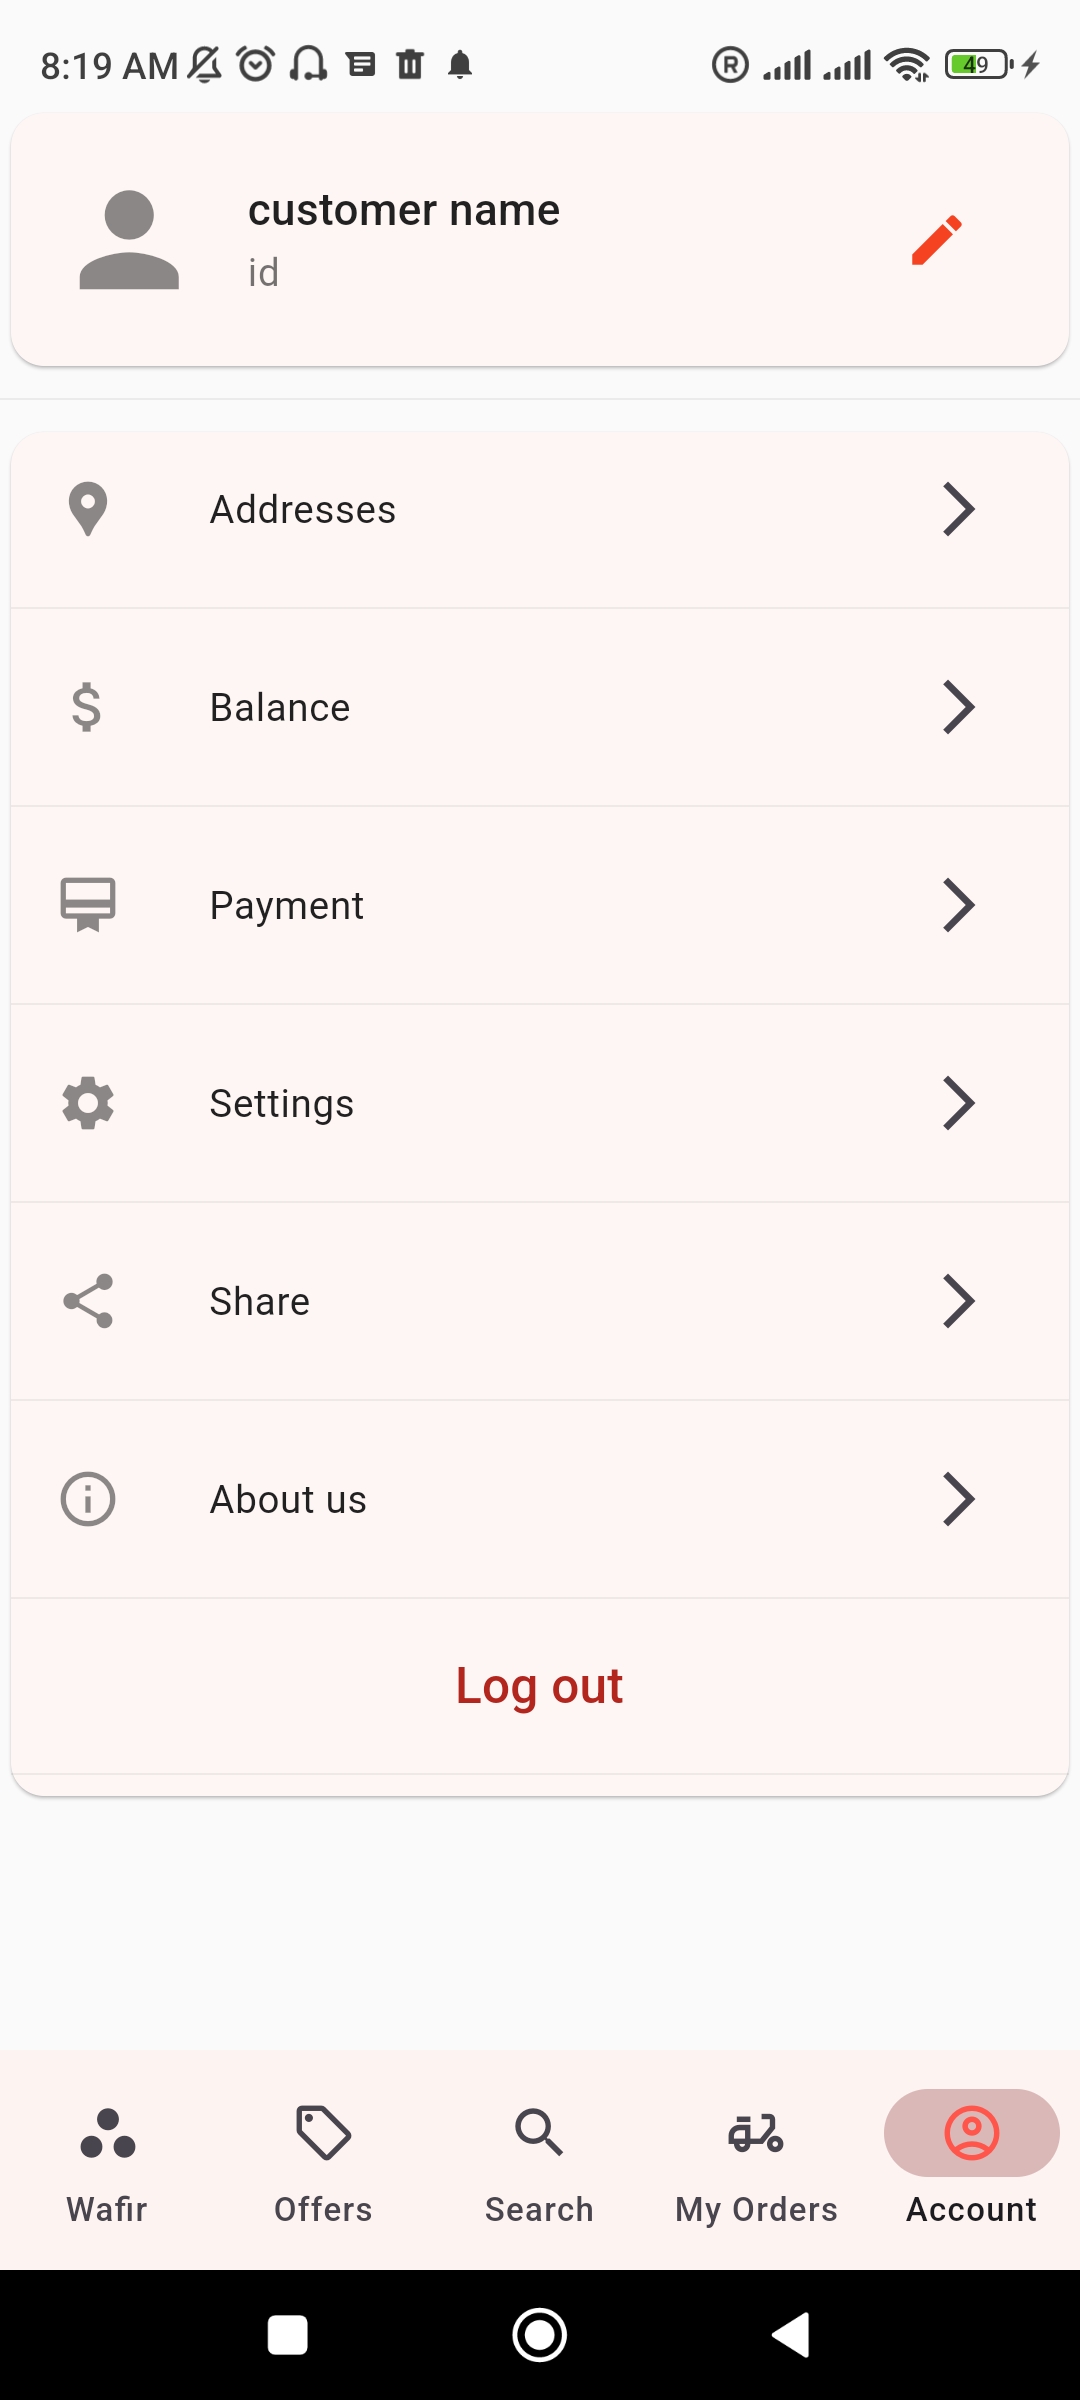 8:19 AM
49
customer name
id
Addresses
Balance
Payment
Settings
Share
About us
Log out
Wafir
Offers
Search
My Orders
Account